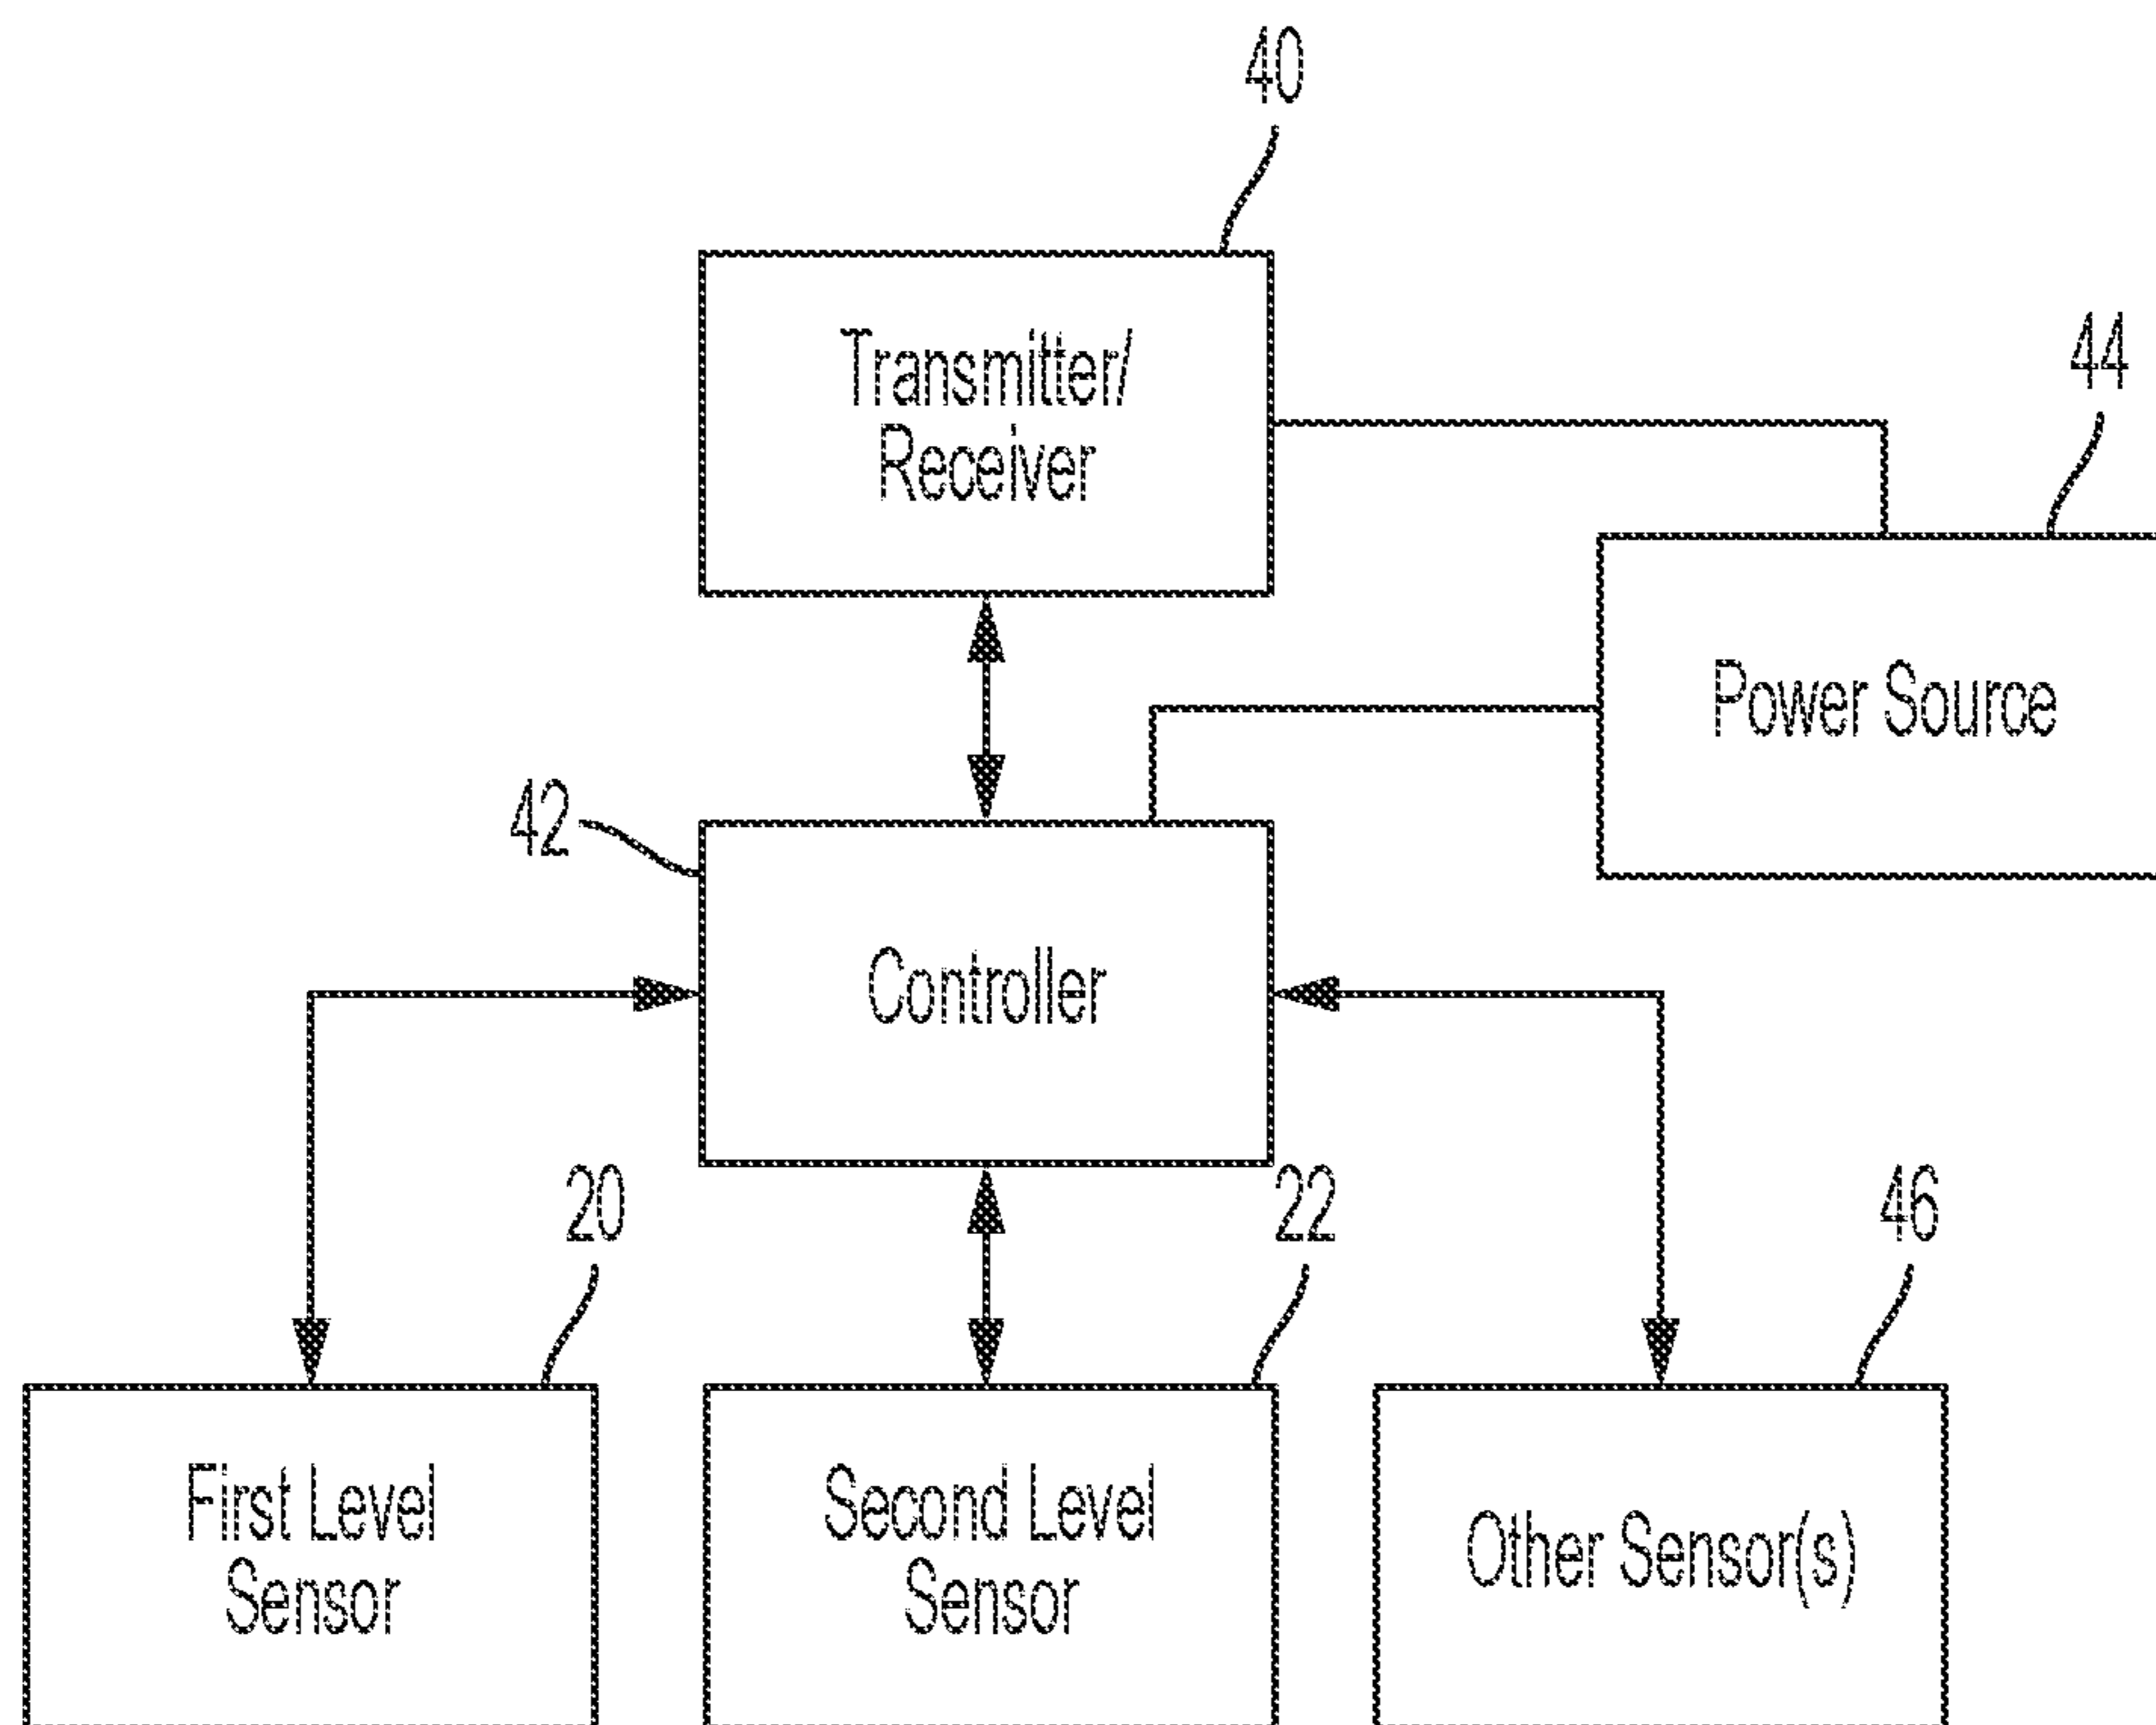 40
Transmitter/
Receiver
44
Power Source
42
Controller
20
22
46
First Level
Sensor
Second Level
Sensor
Other Sensor(s)